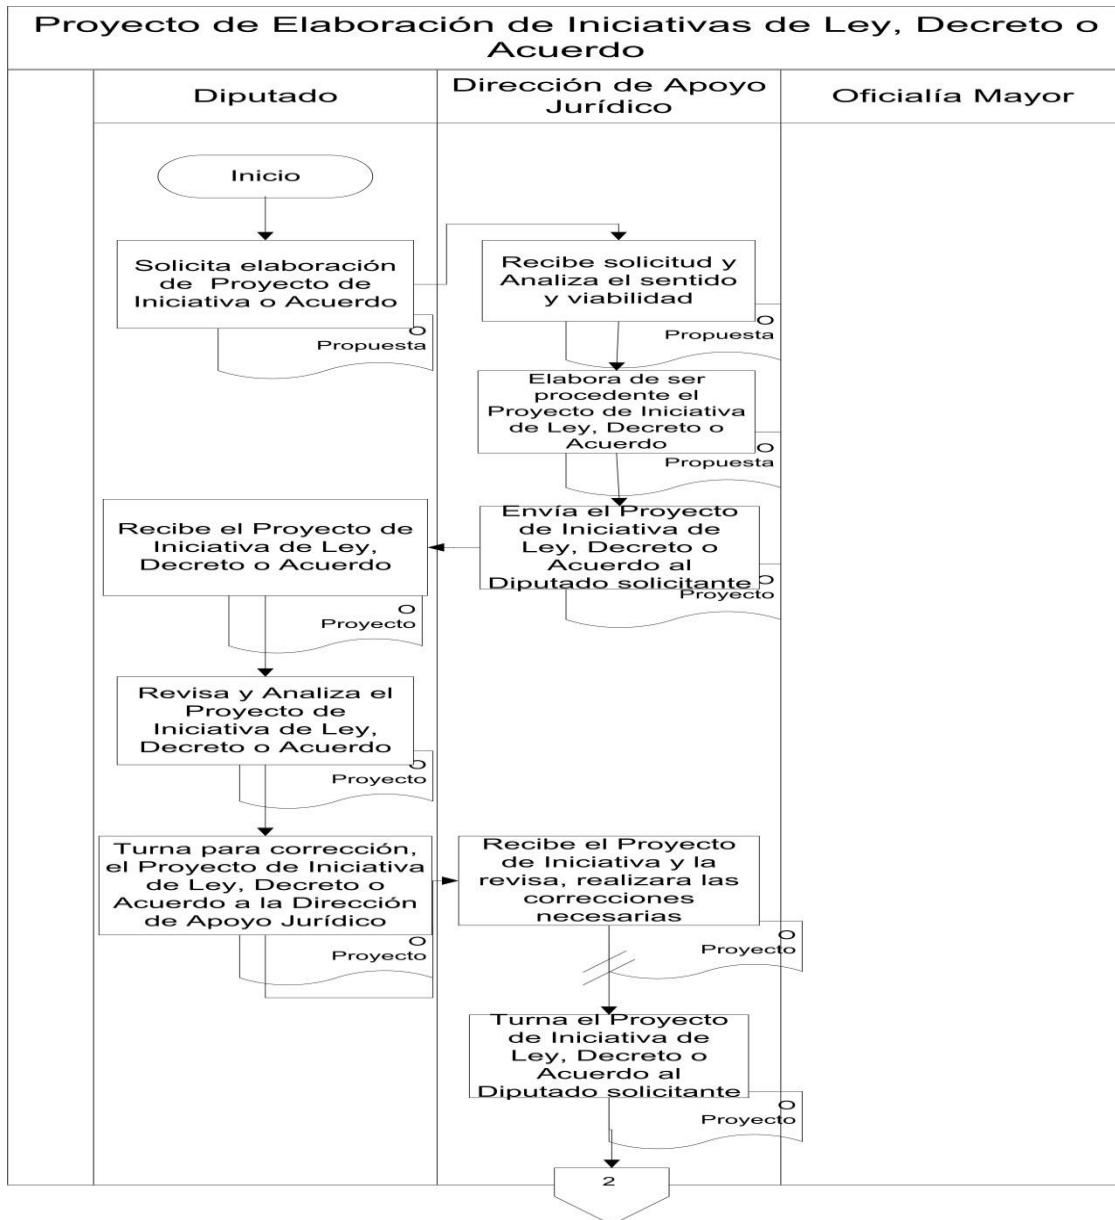 Proyecto de Elaboración de Iniciativas de Ley, Decreto o
Acuerdo
Diputado
Dirección de Apoyo
Jurídico
Oficialía Mayor
Inicio
Solicita elaboración
de Proyecto de
Iniciativa o Acuerdo
O
Propuesta
Recibe solicitud y
Analiza el sentido
y viabilidad
O
Propuesta
Elabora de ser
procedente el
Proyecto de Iniciativa
de Ley, Decreto o
Acuerdo
O
Propuesta
Envía el Proyecto
de Iniciativa de
Ley, Decreto o
Acuerdo al
Diputado solicitante
O
Proyecto
Recibe el Proyecto de
Iniciativa de Ley,
Decreto o Acuerdo
O
Proyecto
Revisa y Analiza el
Proyecto de
Iniciativa de Ley,
Decreto o Acuerdo
O
Proyecto
Turna para corrección,
el Proyecto de Iniciativa
de Ley, Decreto o
Acuerdo a la Dirección
de Apoyo Jurídico
O
Proyecto
Recibe el Proyecto
de Iniciativa y la
revisa, realizara las
correcciones
necesarias
O
Proyecto
Turna el Proyecto
de Iniciativa de
Ley, Decreto o
Acuerdo al
Diputado solicitante
O
Proyecto
2